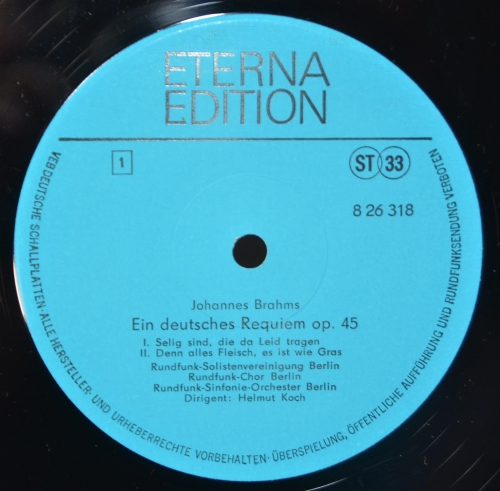 ETERNA
EDITION
1
ST 33
8 26 318
Johannes Brahms
Ein deutsches Requiem op. 45
I. Selig sind, die da Leid tragen
II. Denn alles Fleisch, es ist wie Gras
Rundfunk-Solistenvereinigung Berlin
Rundfunk-Chor Berlin
Rundfunk-Sinfonie-Orchester Berlin
Dirigent: Helmut Koch
VEB DEUTSCHE SCHALLPLATTEN · ALLE HERSTELLER- UND URHEBERRECHTE VORBEHALTEN · ÜBERSPIELUNG, ÖFFENTLICHE AUFFÜHRUNG UND RUNDFUNKSENDUNG VERBOTEN